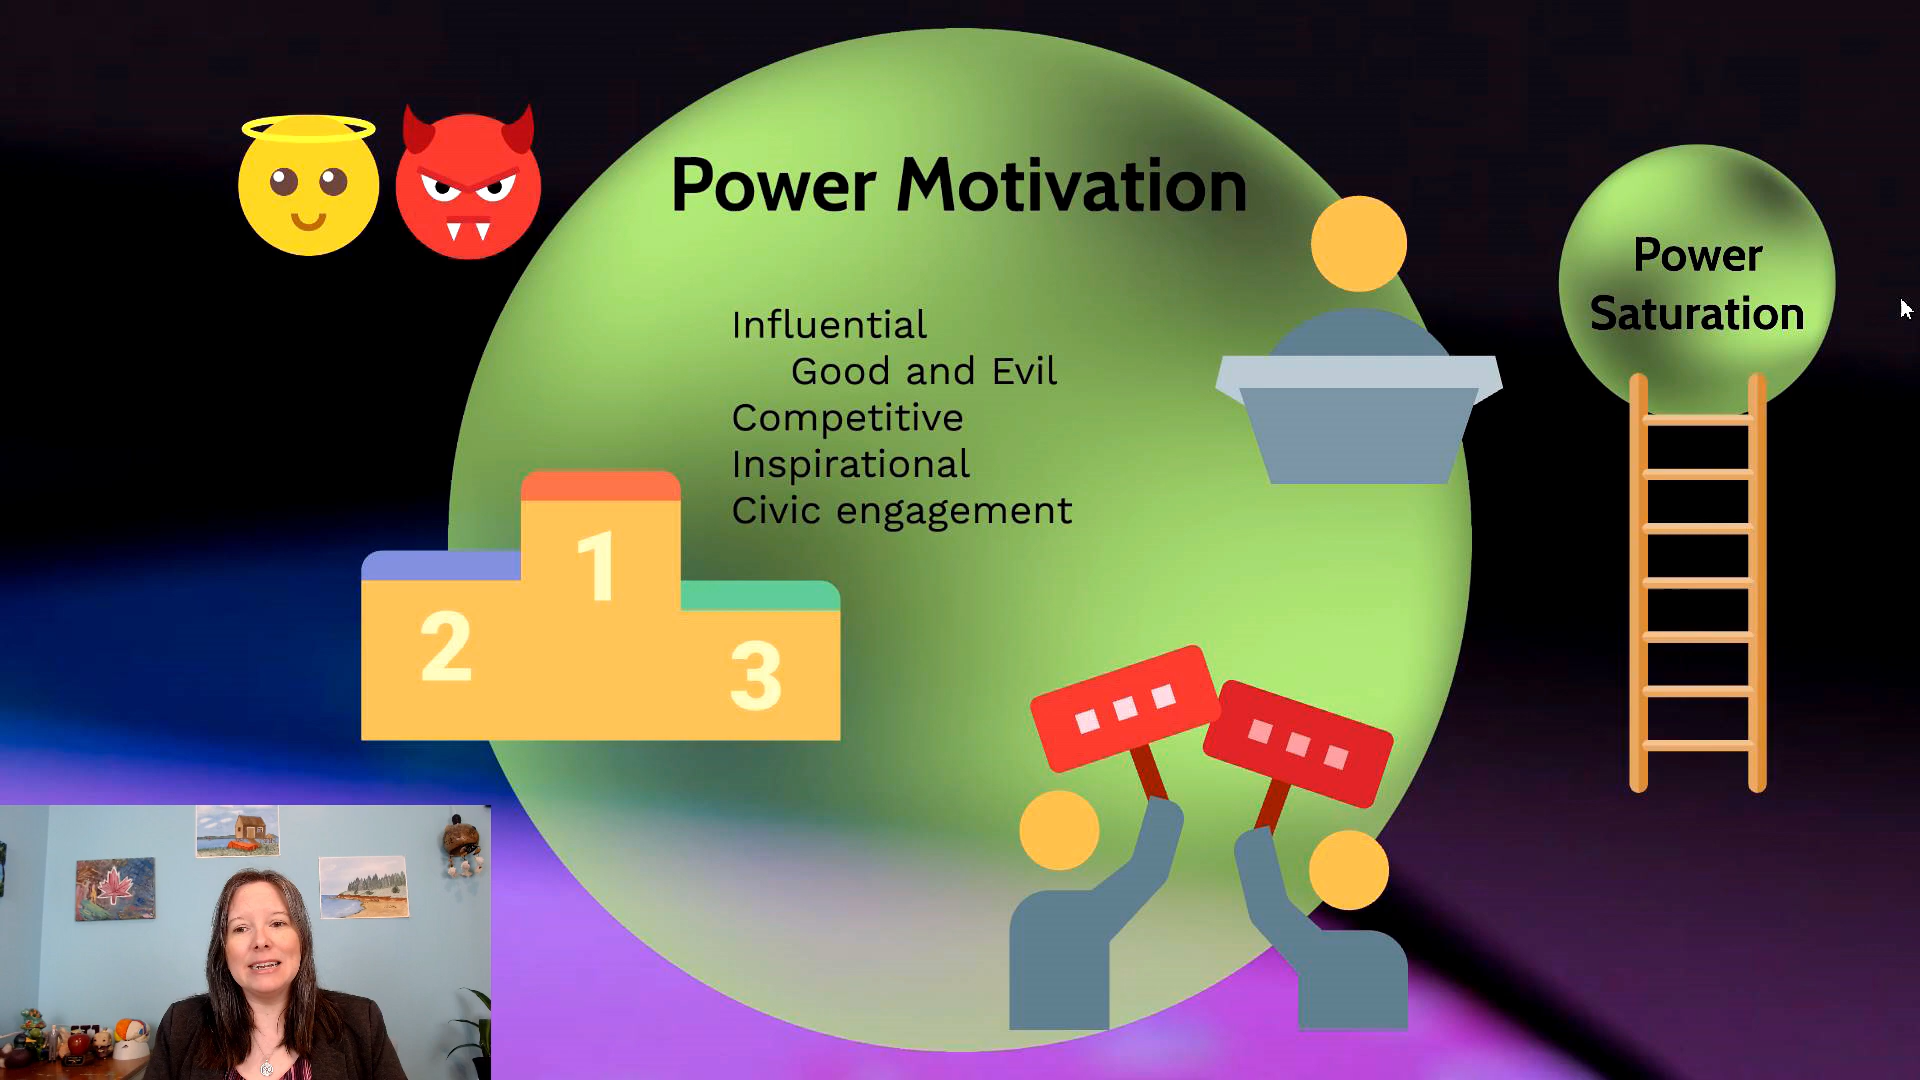 Power Motivation
Influential
Good and Evil
Competitive
Inspirational
Civic engagement
Power
Saturation
1
2
3